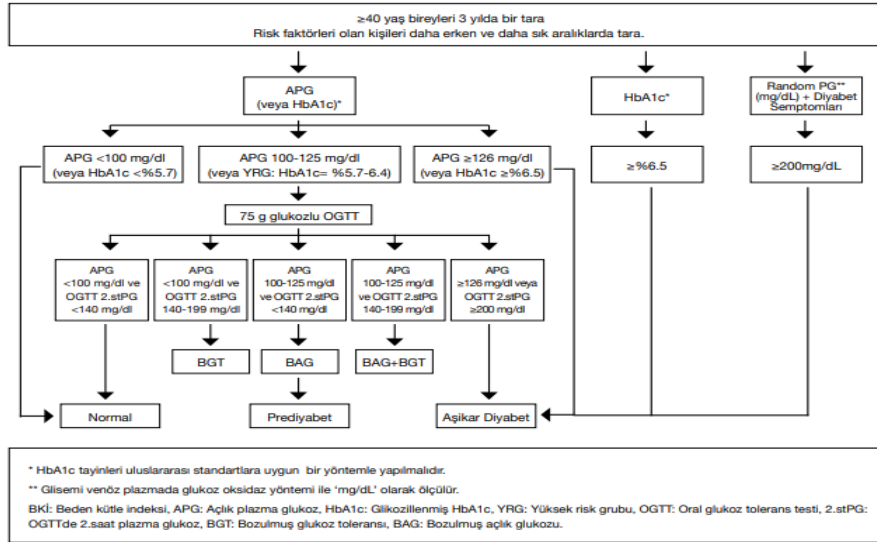 ≥40 yaş bireyleri 3 yılda bir tara
Risk faktörleri olan kişileri daha erken ve daha sık aralıklarda tara.
APG
(veya HbA1c)*
HbA1c*
Random PG**
(mg/dL) + Diyabet
Semptomları
APG <100 mg/dl
(veya HbA1c <%5.7)
APG 100-125 mg/dl
(veya YRG: HbA1c= %5.7-6.4)
APG ≥126 mg/dl
(veya HbA1c ≥%6.5)
≥%6.5
≥200mg/dL
75 g glukozlu OGTT
APG
<100 mg/dl ve
OGTT 2.stPG
<140 mg/dl
APG
<100 mg/dl ve
OGTT 2.stPG
140-199 mg/dl
APG
100-125 mg/dl
ve OGTT 2.stPG
<140 mg/dl
APG
100-125 mg/dl
ve OGTT 2.stPG
140-199 mg/dl
APG
≥126 mg/dl veya
OGTT 2.stPG
≥200 mg/dl
BGT
BAG
BAG+BGT
Normal
Prediyabet
Aşikar Diyabet
* HbA1c tayinleri uluslararası standartlara uygun bir yöntemle yapılmalıdır.
** Glisemi venöz plazmada glukoz oksidaz yöntemi ile 'mg/dL' olarak ölçülür.
BKİ: Beden kütle indeksi, APG: Açlık plazma glukoz, HbA1c: Glikozillenmiş HbA1c, YRG: Yüksek risk grubu, OGTT: Oral glukoz tolerans testi, 2.stPG:
OGTTde 2.saat plazma glukoz, BGT: Bozulmuş glukoz toleransı, BAG: Bozulmuş açlık glukozu.